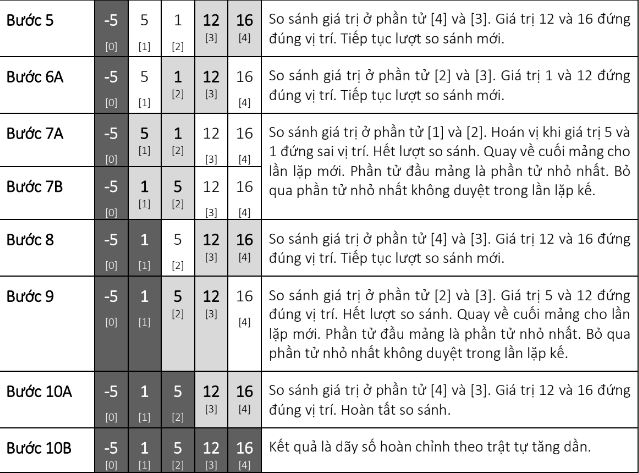 Bước 5 -5 5 1 12 16 So sánh giá trị ở phần tử [4] và [3]. Giá trị 12 và 16 đứng
[0] [1] [2] [3] [4] đúng vị trí. Tiếp tục lượt so sánh mới.
Bước 6A -5 5 1 12 16 So sánh giá trị ở phần tử [2] và [3]. Giá trị 1 và 12 đứng
[0] [1] [2] [3] [4] đúng vị trí. Tiếp tục lượt so sánh mới.
Bước 7A -5 5 1 12 16 So sánh giá trị ở phần tử [1] và [2]. Hoán vị khi giá trị 5 và
[0] [1] [2] [3] [4] 1 đứng sai vị trí. Hết lượt so sánh. Quay về cuối mảng cho
lần lặp mới. Phần tử đầu mảng là phần tử nhỏ nhất. Bỏ
Bước 7B -5 1 5 12 16 qua phần tử nhỏ nhất không duyệt trong lần lặp kế.
[0] [1] [2] [3] [4]
Bước 8 -5 1 5 12 16 So sánh giá trị ở phần tử [4] và [3]. Giá trị 12 và 16 đứng
[0] [1] [2] [3] [4] đúng vị trí. Tiếp tục lượt so sánh mới.
Bước 9 -5 1 5 12 16 So sánh giá trị ở phần tử [2] và [3]. Giá trị 5 và 12 đứng
[0] [1] [2] [3] [4] đúng vị trí. Hết lượt so sánh. Quay về cuối mảng cho lần
lặp mới. Phần tử đầu mảng là phần tử nhỏ nhất. Bỏ qua
phần tử nhỏ nhất không duyệt trong lần lặp kế.
Bước 10A -5 1 5 12 16 So sánh giá trị ở phần tử [4] và [3]. Giá trị 12 và 16 đứng
[0] [1] [2] [3] [4] đúng vị trí. Hoàn tất so sánh.
Bước 10B -5 1 5 12 16 Kết quả là dãy số hoàn chỉnh theo trật tự tăng dần.
[0] [1] [2] [3] [4]